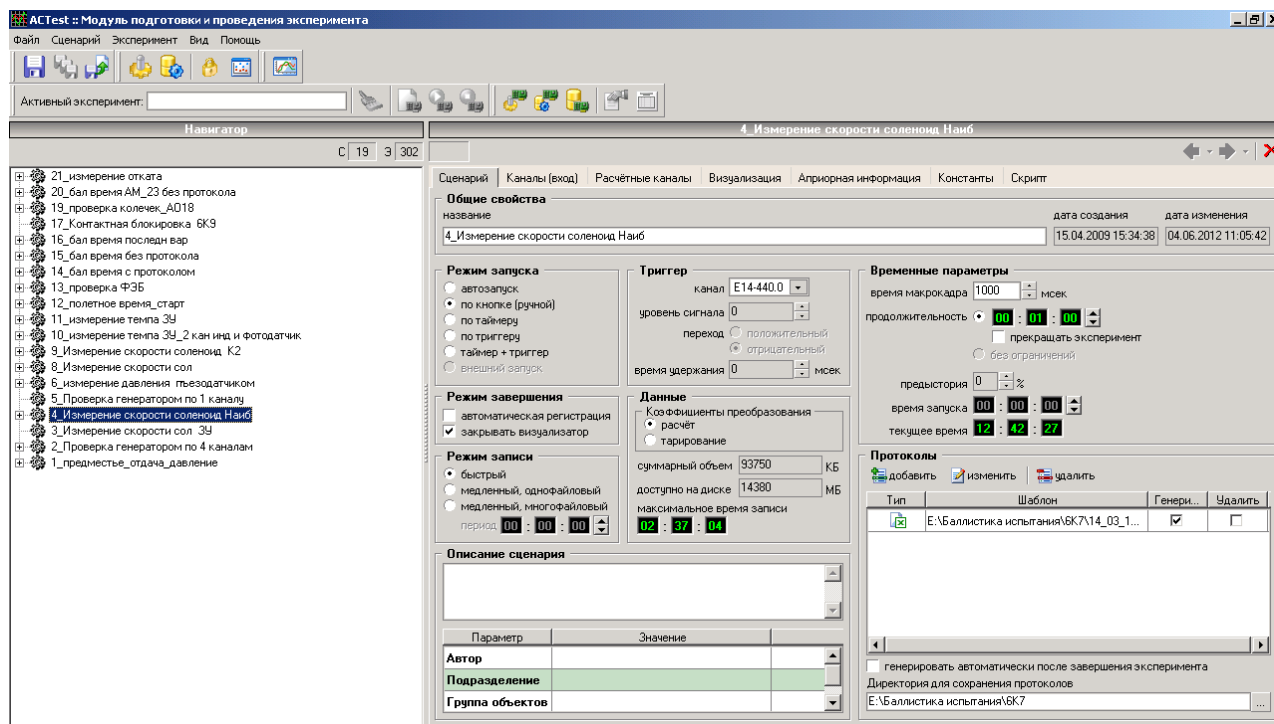 ACTest :: Модуль подготовки и проведения эксперимента
Файл Сценарий Эксперимент Вид Помощь
Активный эксперимент:
Навигатор
С 19 Э 302
21_измерение отката
20_бал время АМ_23 без протокола
19_проверка колечек_АО18
17_Контактная блокировка 6К9
16_бал время последн вар
15_бал время без протокола
14_бал время с протоколом
13_проверка ФЭБ
12_полетное время_старт
11_измерение темпа ЗУ
10_измерение темпа ЗУ_2 кан инд и фотодатчик
9_Измерение скорости соленоид К2
8_Измерение скорости сол
6_измерение давления пьезодатчиком
5_Проверка генератором по 1 каналу
4_Измерение скорости соленоид Наиб
3_Измерение скорости сол ЗУ
2_Проверка генератором по 4 каналам
1_предместье_отдача_давление
4_Измерение скорости соленоид Наиб
Сценарий Каналы (вход) Расчётные каналы Визуализация Априорная информация Константы Скрипт
Общие свойства
название дата создания дата изменения
4_Измерение скорости соленоид Наиб 15.04.2009 15:34:38 04.06.2012 11:05:42
Режим запуска
автозапуск
по кнопке (ручной)
по таймеру
по триггеру
таймер + триггер
внешний запуск
Триггер
канал E14-440.0
уровень сигнала 0
переход положительный
отрицательный
время удержания 0 мсек
Временные параметры
время макрокадра 1000 мсек
продолжительность 00 : 01 : 00
прекращать эксперимент
без ограничений
предыстория 0 %
время запуска 00 : 00 : 00
текущее время 12 : 42 : 27
Режим завершения
автоматическая регистрация
закрывать визуализатор
Данные
Коэффициенты преобразования
расчёт
тарирование
суммарный объем 93750 КБ
доступно на диске 14380 МБ
максимальное время записи
02 : 37 : 04
Режим записи
быстрый
медленный, однофайловый
медленный, многофайловый
период 00 : 00 : 00
Протоколы
добавить изменить удалить
Тип Шаблон Генери... Удалить
E:\Баллистика испытания\6К7\14_03_1...
генерировать автоматически после завершения эксперимента
Директория для сохранения протоколов
E:\Баллистика испытания\6К7 ...
Описание сценария
Параметр Значение
Автор
Подразделение
Группа объектов